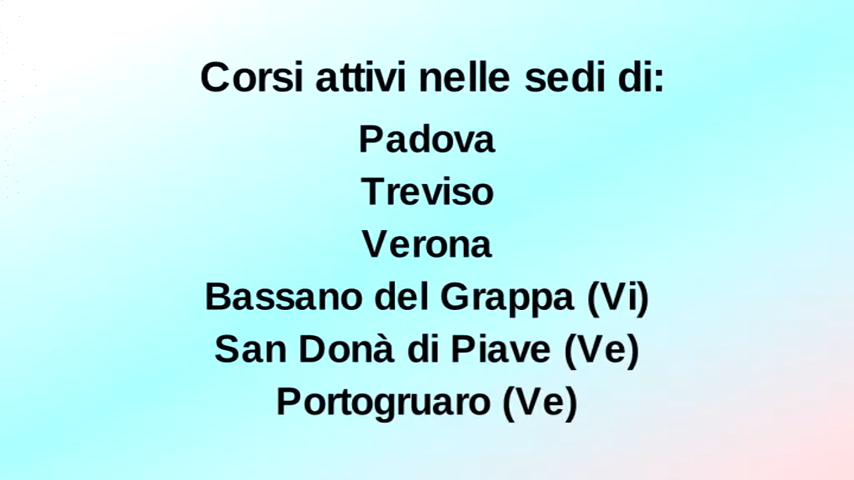 Corsi attivi nelle sedi di:
Padova
Treviso
Verona
Bassano del Grappa (Vi)
San Donà di Piave (Ve)
Portogruaro (Ve)